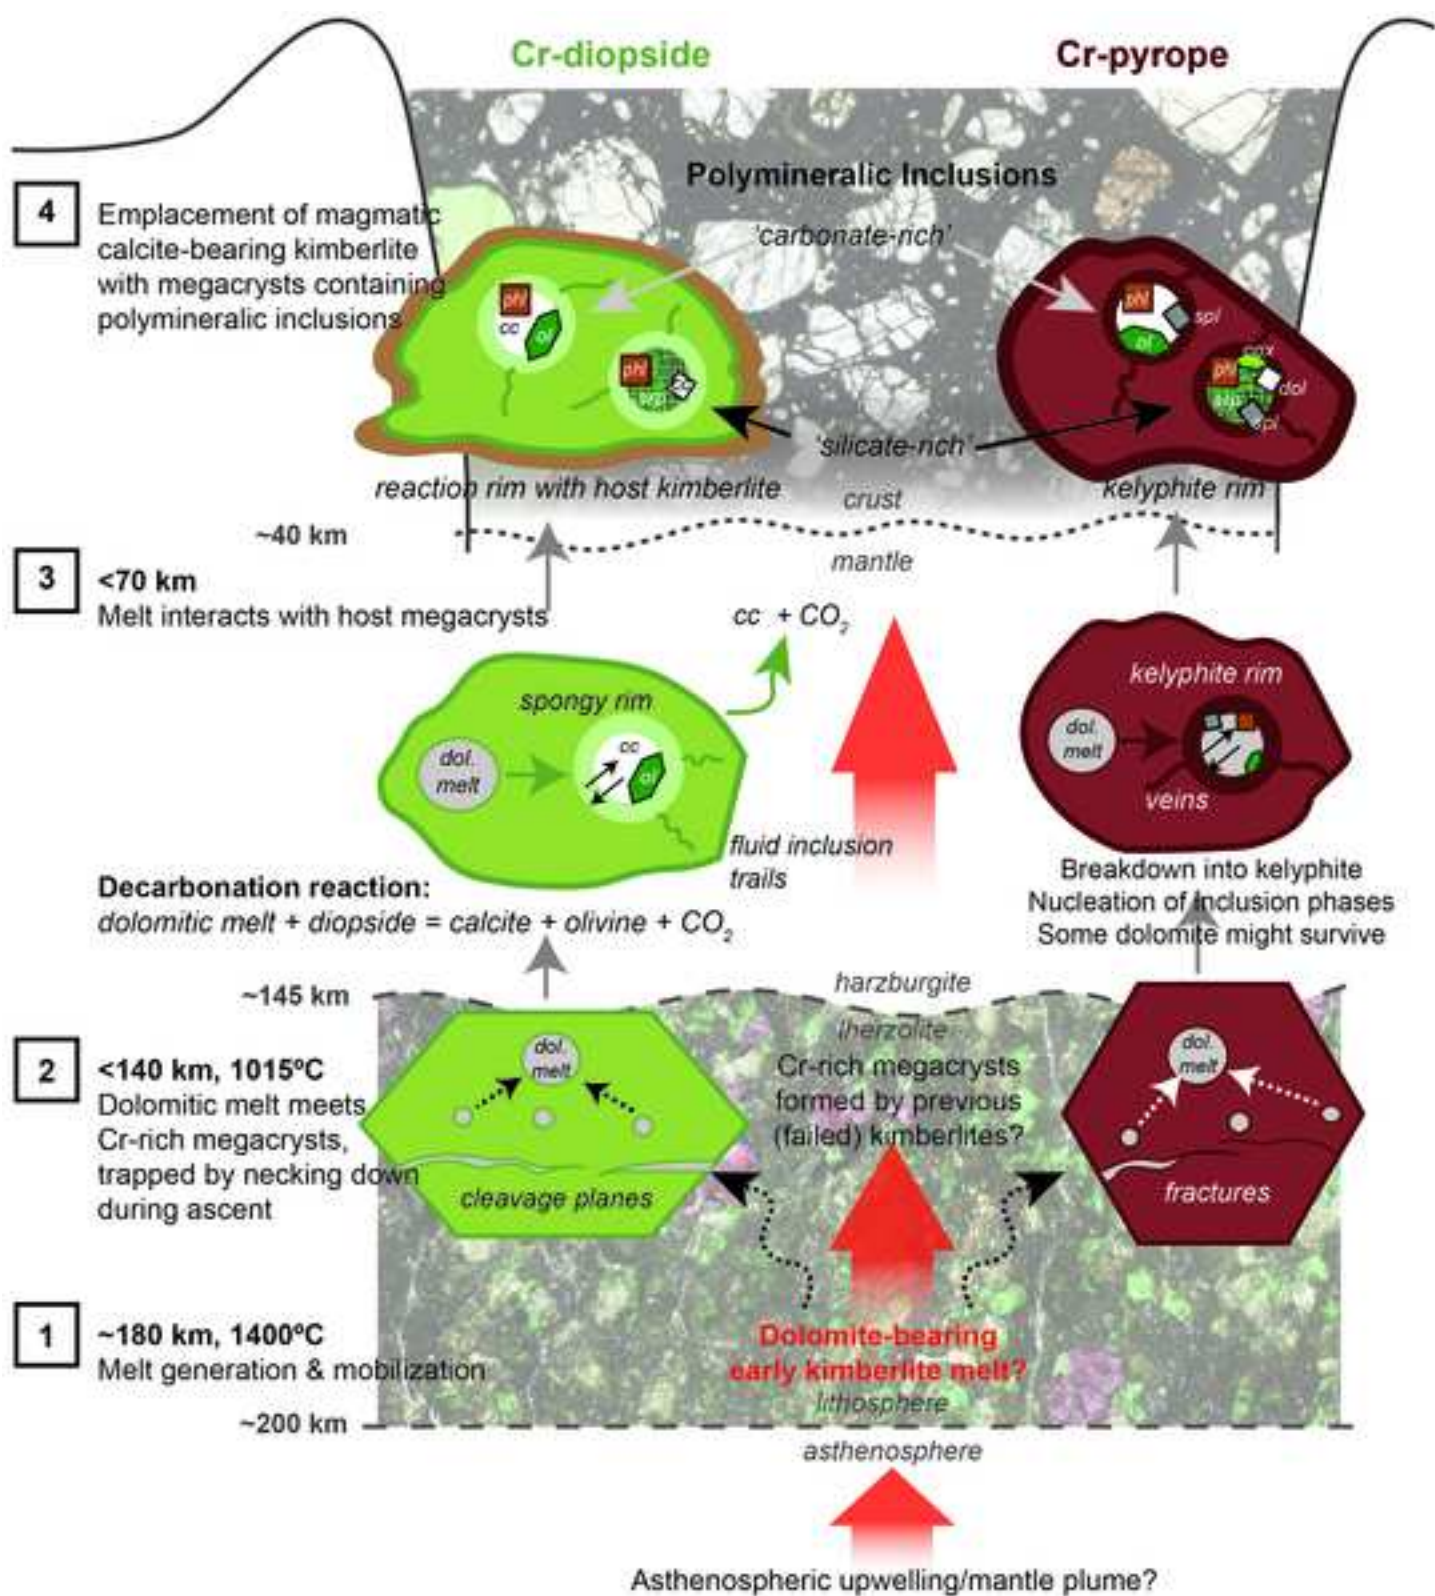 Cr-diopside
Cr-pyrope
Polymineralic Inclusions
'carbonate-rich'
4
Emplacement of magmatic
calcite-bearing kimberlite
with megacrysts containing
polymineralic inclusions
phl
cc
ol
phl
srp
cc
phl
spl
ol
cpx
phl
dol
srp
spl
'silicate-rich'
reaction rim with host kimberlite
crust
kelyphite rim
~40 km
mantle
3
<70 km
Melt interacts with host megacrysts
cc + CO₂
spongy rim
dol.
melt
cc
ol
fluid inclusion
trails
kelyphite rim
dol.
melt
veins
Decarbonation reaction:
dolomitic melt + diopside = calcite + olivine + CO₂
Breakdown into kelyphite
Nucleation of inclusion phases
Some dolomite might survive
~145 km
harzburgite
lherzolite
2
<140 km, 1015ºC
Dolomitic melt meets
Cr-rich megacrysts,
trapped by necking down
during ascent
dol.
melt
cleavage planes
Cr-rich megacrysts
formed by previous
(failed) kimberlites?
dol.
melt
fractures
1
~180 km, 1400ºC
Melt generation & mobilization
Dolomite-bearing
early kimberlite melt?
lithosphere
~200 km
asthenosphere
Asthenospheric upwelling/mantle plume?